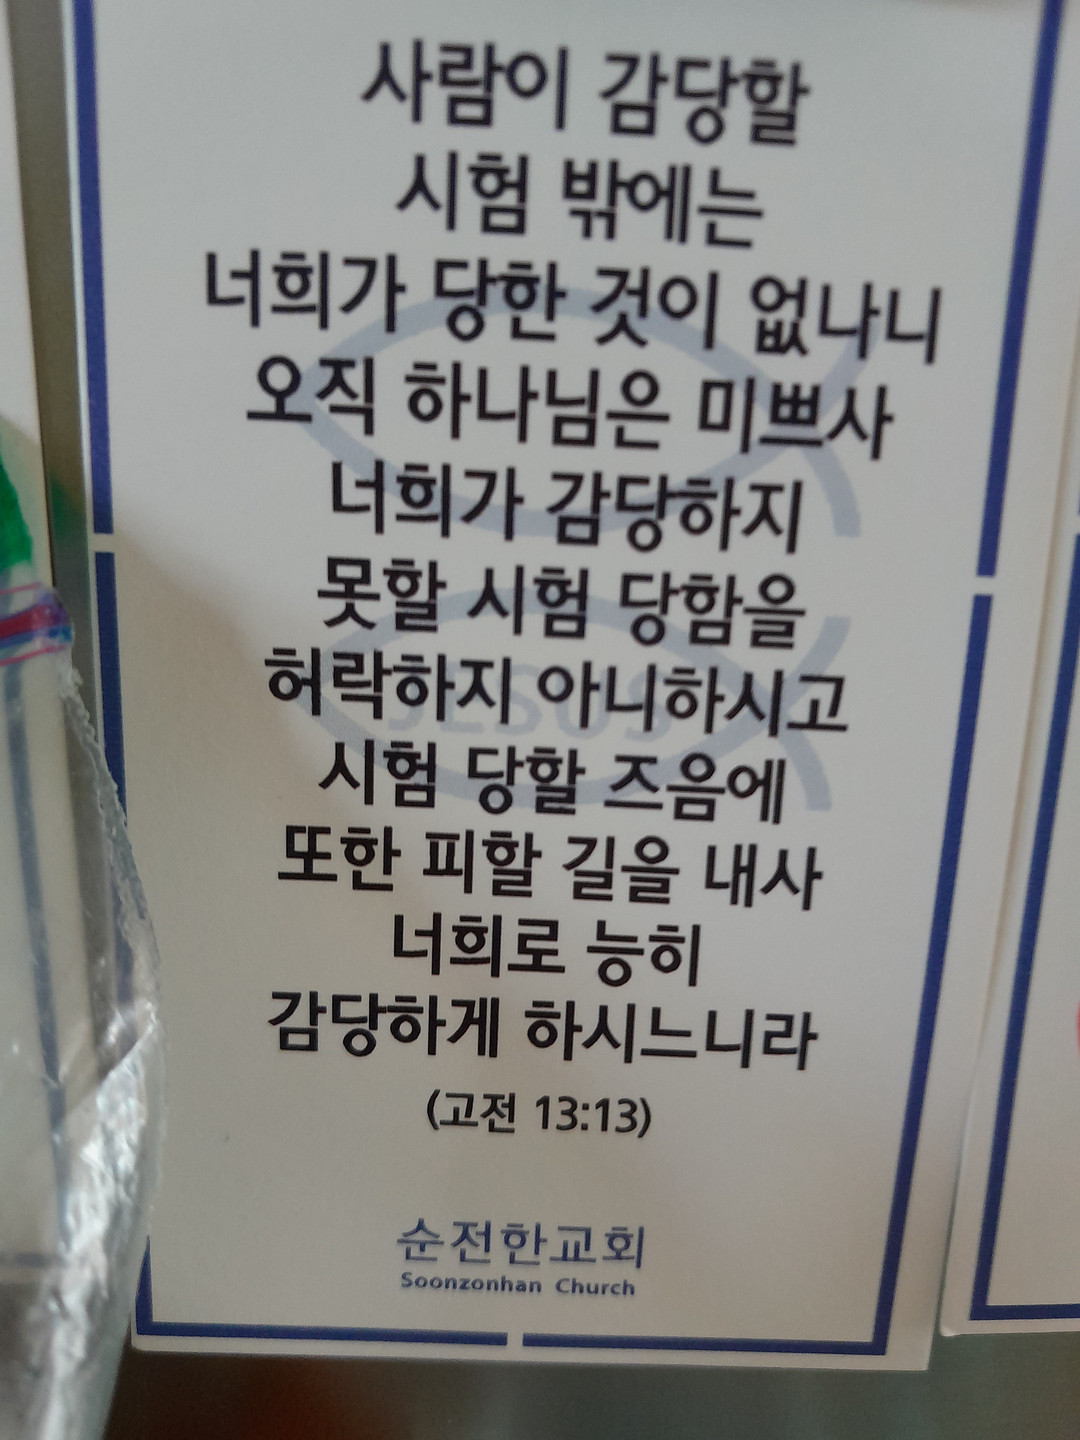 사람이 감당할
시험 밖에는
너희가 당한 것이 없나니
오직 하나님은 미쁘사
너희가 감당하지
못할 시험 당함을
허락하지 아니하시고
시험 당할 즈음에
또한 피할 길을 내사
너희로 능히
감당하게 하시느니라
(고전 13:13)
JESUS
순전한교회
Soonzonhan Church